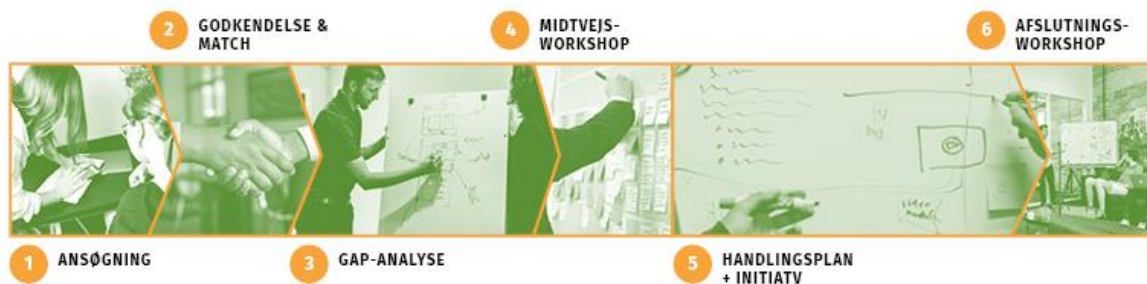 2
GODKENDELSE &
MATCH
4
MIDTVEJS-
WORKSHOP
6
AFSLUTNINGS-
WORKSHOP
1
ANSØGNING
3
GAP-ANALYSE
5
HANDLINGSPLAN
+ INITIATV